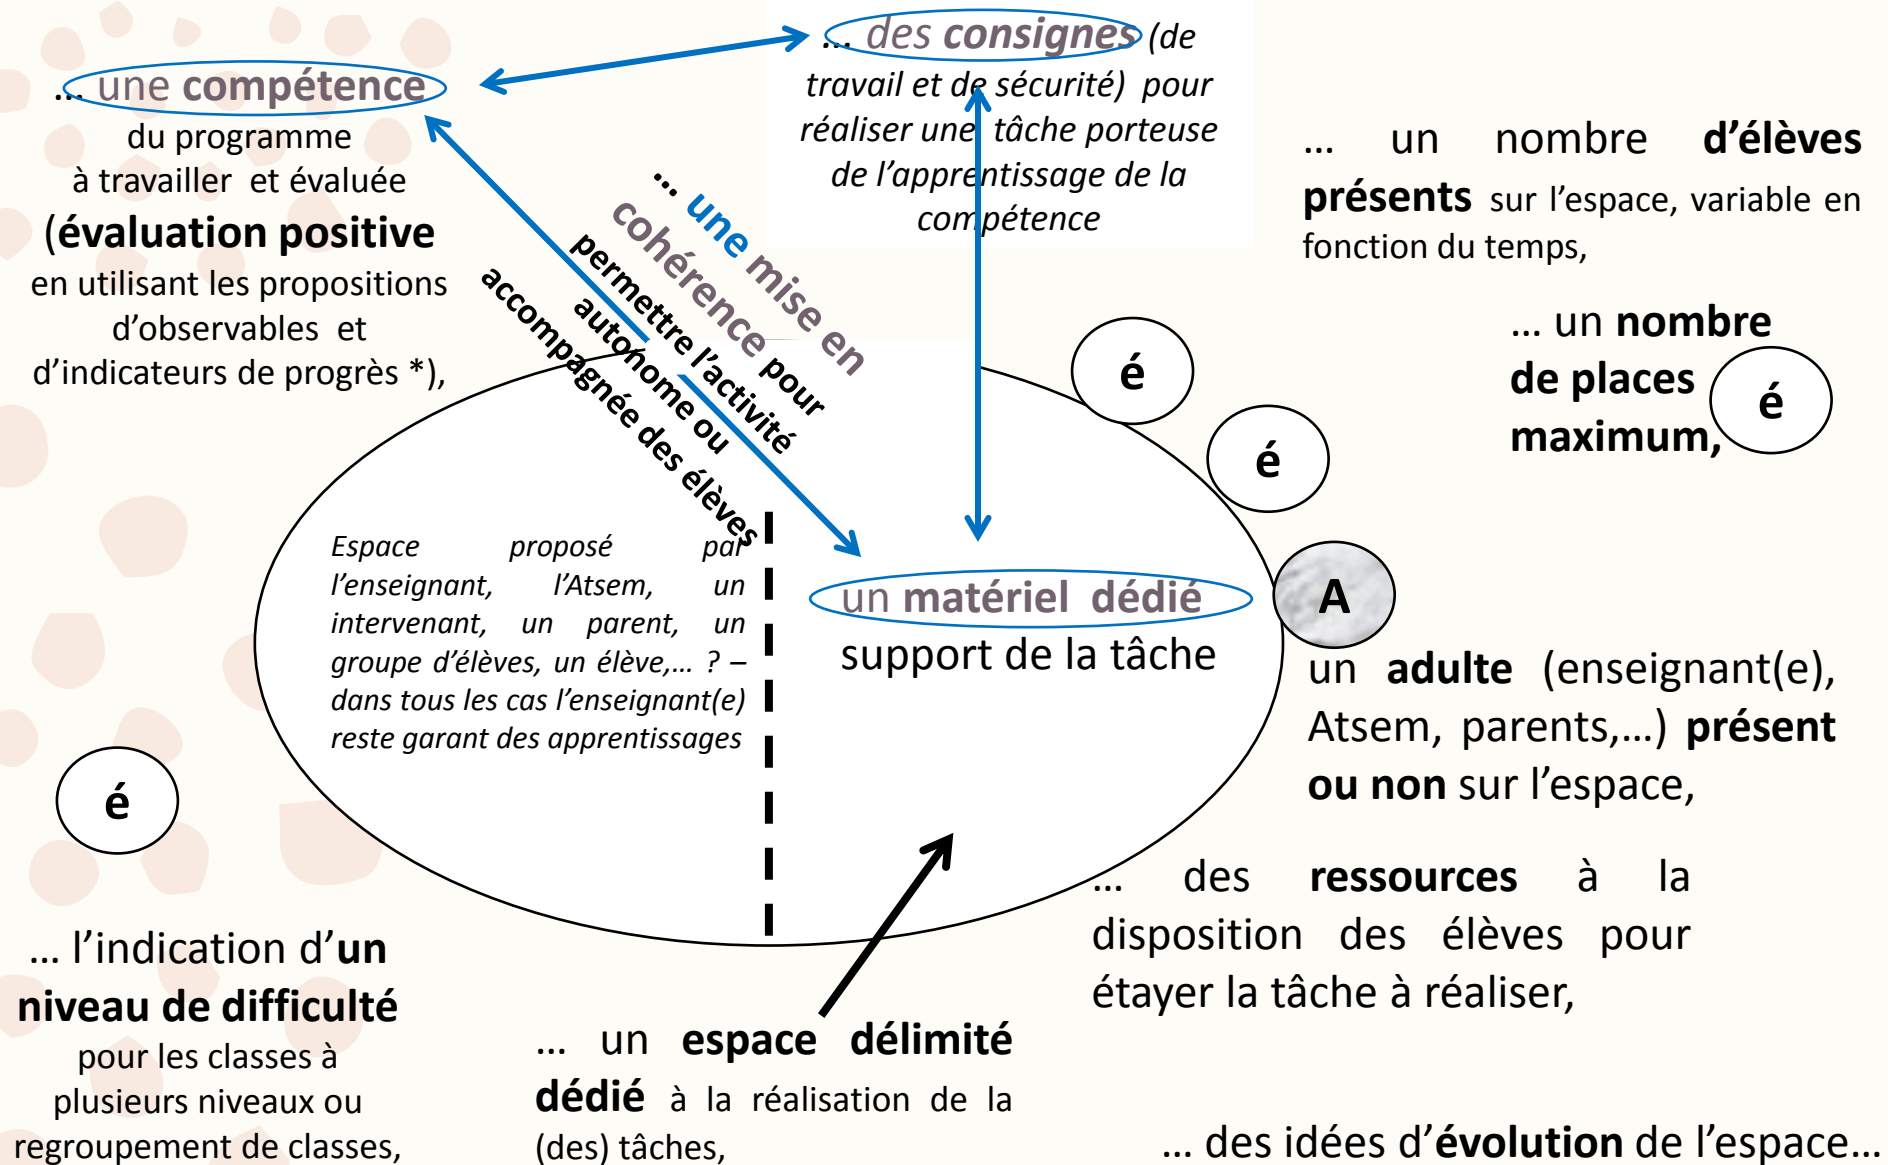 ... une compétence
du programme
à travailler et évaluée
(évaluation positive
en utilisant les propositions
d'observables et
d'indicateurs de progrès *),
... des consignes (de
travail et de sécurité) pour
réaliser une tâche porteuse
de l’apprentissage de la
compétence
... une mise en
cohérence pour
permettre l’activité
autonome ou
accompagnée des élèves
… un nombre d’élèves
présents sur l’espace, variable en
fonction du temps,
... un nombre
de places
maximum,
é
é
é
A
Espace proposé par
l’enseignant, l’Atsem, un
intervenant, un parent, un
groupe d’élèves, un élève,… ? –
dans tous les cas l’enseignant(e)
reste garant des apprentissages
un matériel dédié
support de la tâche
un adulte (enseignant(e),
Atsem, parents,…) présent
ou non sur l’espace,
é
… des ressources à la
disposition des élèves pour
étayer la tâche à réaliser,
... l’indication d’un
niveau de difficulté
pour les classes à
plusieurs niveaux ou
regroupement de classes,
… un espace délimité
dédié à la réalisation de la
(des) tâches,
... des idées d’évolution de l’espace...